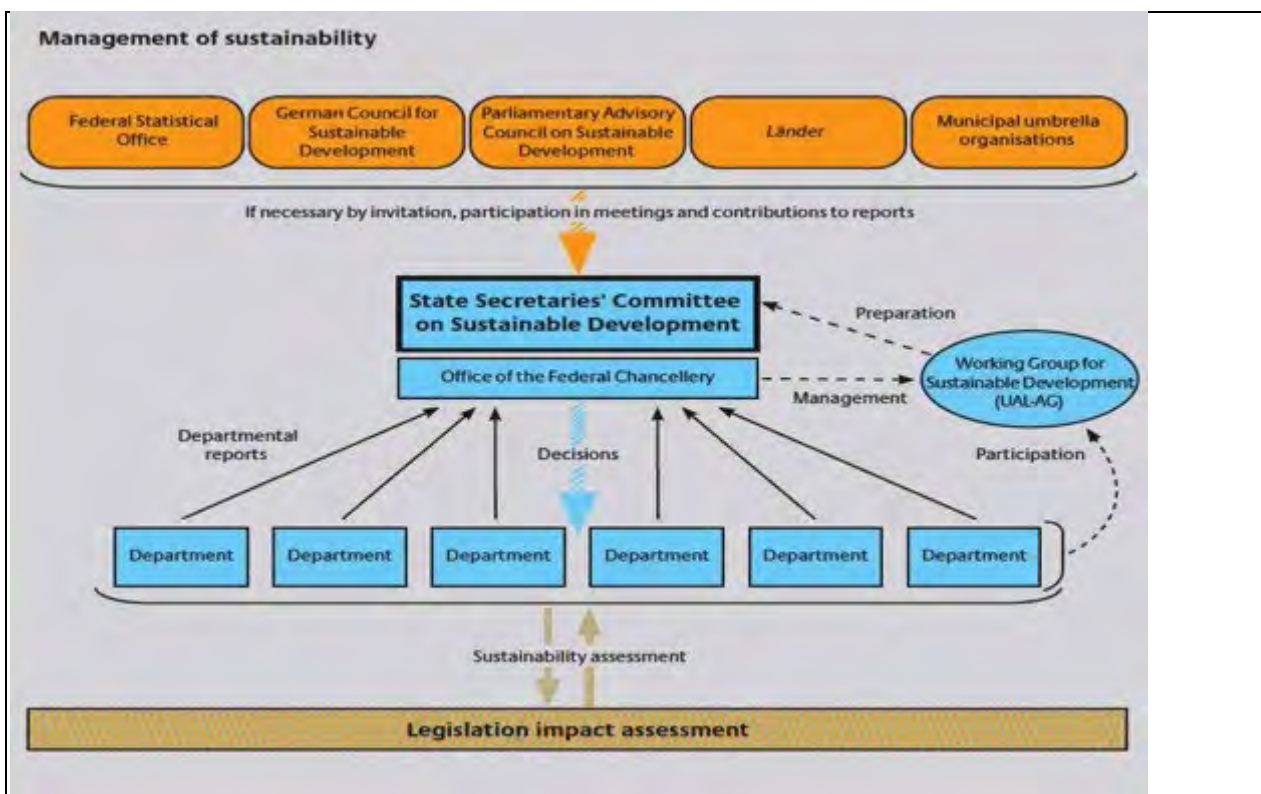 Management of sustainability
Federal Statistical
Office
German Council for
Sustainable
Development
Parliamentary Advisory
Council on Sustainable
Development
Länder
Municipal umbrella
organisations
If necessary by invitation, participation in meetings and contributions to reports
State Secretaries' Committee
on Sustainable Development
Preparation
Office of the Federal Chancellery
Working Group for
Sustainable Development
(UAL-AG)
Management
Departmental
reports
Decisions
Participation
Department
Department
Department
Department
Department
Department
Sustainability assessment
Legislation impact assessment